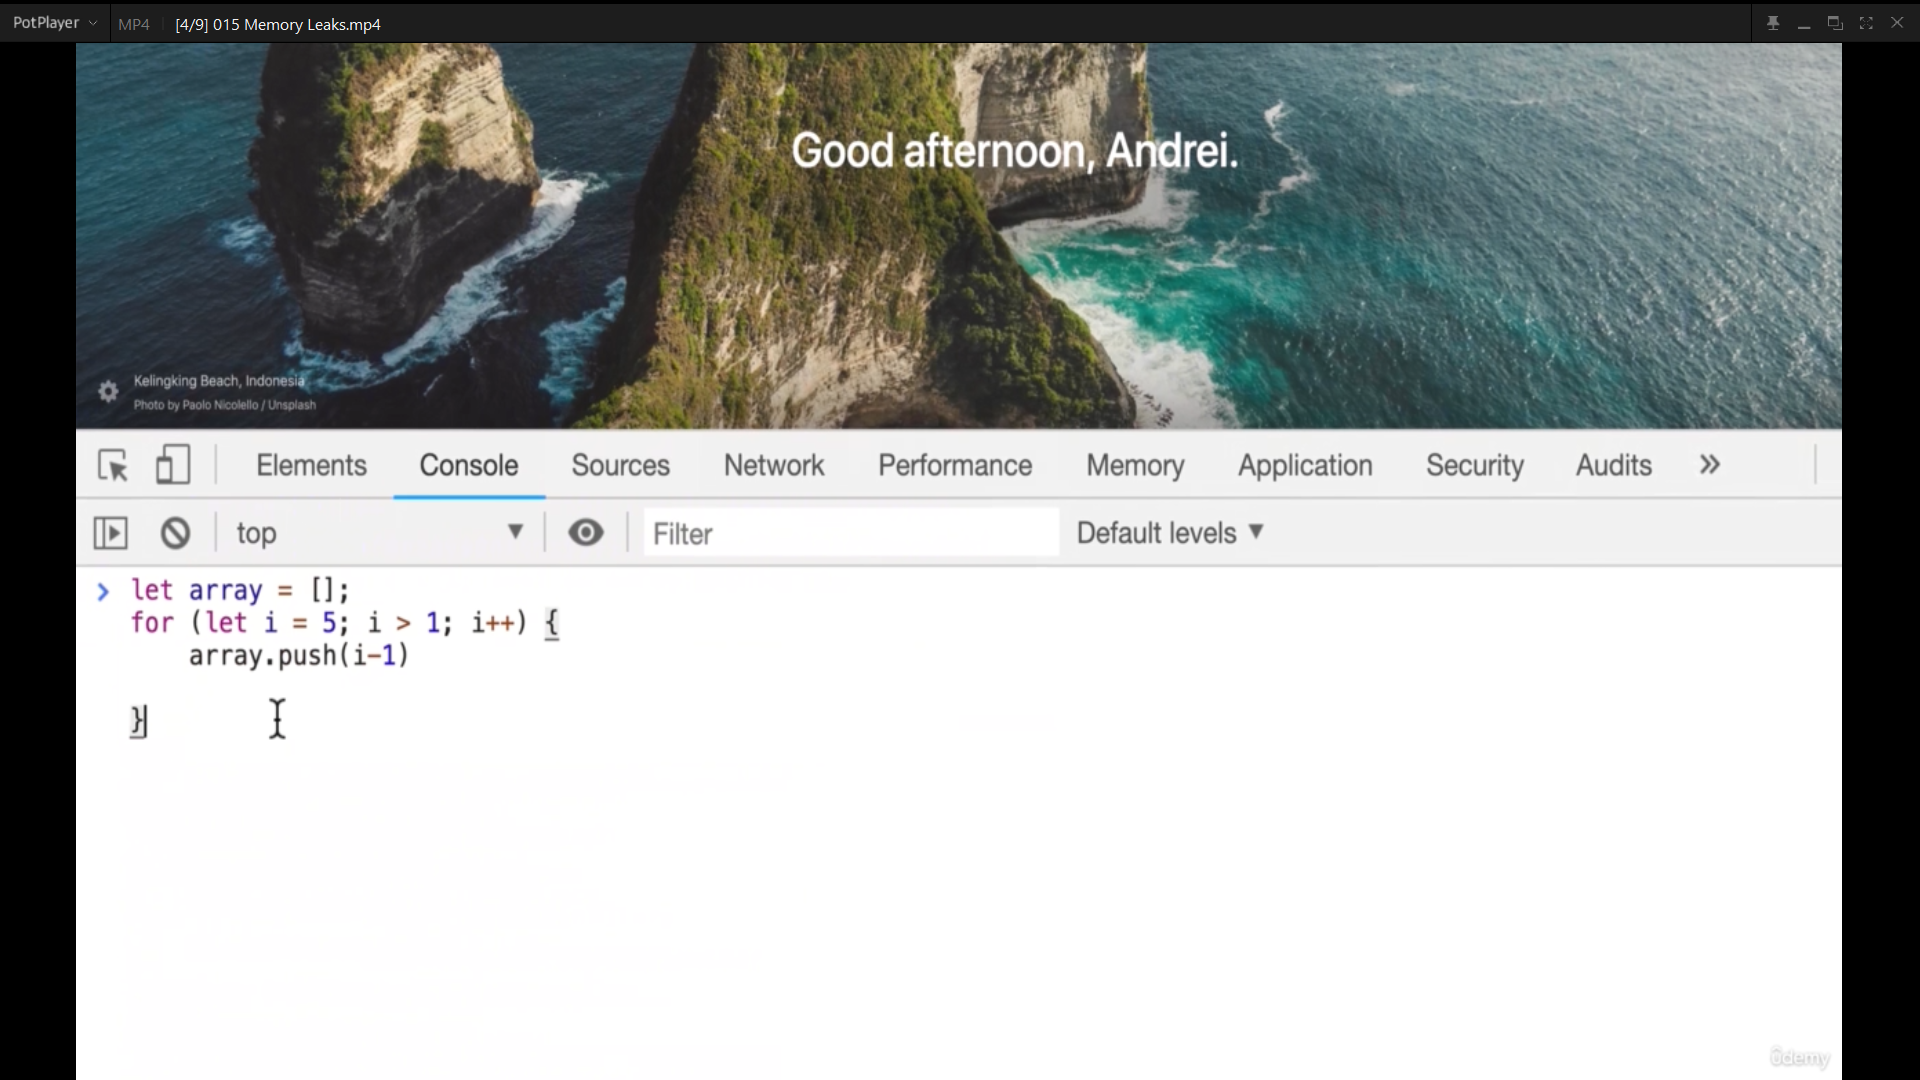 PotPlayer MP4 [4/9] 015 Memory Leaks.mp4
Good afternoon, Andrei.
Kelingking Beach, Indonesia
Photo by Paolo Nicolello / Unsplash
Elements Console Sources Network Performance Memory Application Security Audits »
top Filter Default levels
let array = [];
for (let i = 5; i > 1; i++) {
array.push(i-1)
}
ûdemy